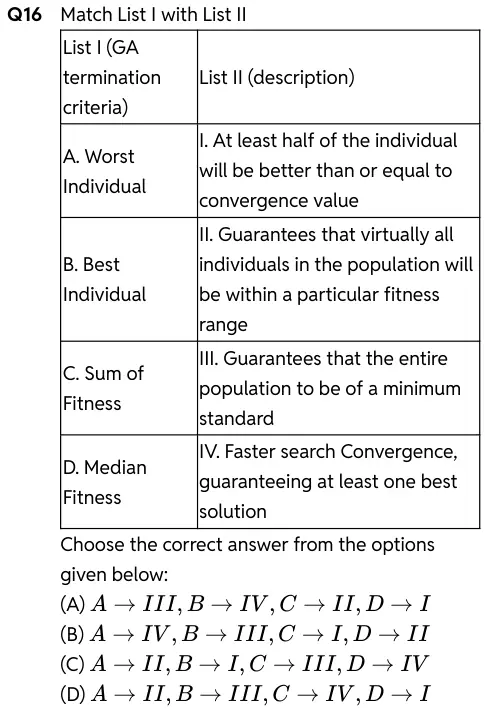 Q16 Match List I with List II
List I (GA
termination
criteria)
List II (description)
A. Worst
Individual
I. At least half of the individual
will be better than or equal to
convergence value
B. Best
Individual
II. Guarantees that virtually all
individuals in the population will
be within a particular fitness
range
C. Sum of
Fitness
III. Guarantees that the entire
population to be of a minimum
standard
D. Median
Fitness
IV. Faster search Convergence,
guaranteeing at least one best
solution
Choose the correct answer from the options
given below:
(A) A → III, B → IV, C → II, D → I
(B) A → IV, B → III, C → I, D → II
(C) A → II, B → I, C → III, D → IV
(D) A → II, B → III, C → IV, D → I